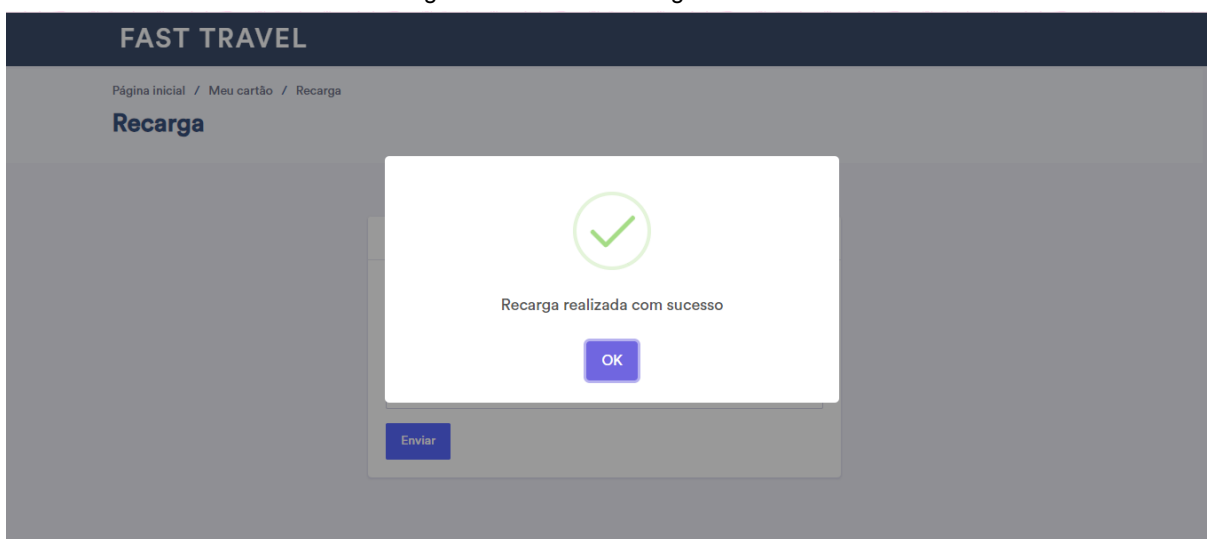 FAST TRAVEL
Página inicial / Meu cartão / Recarga
Recarga
Recarga realizada com sucesso
OK
Enviar